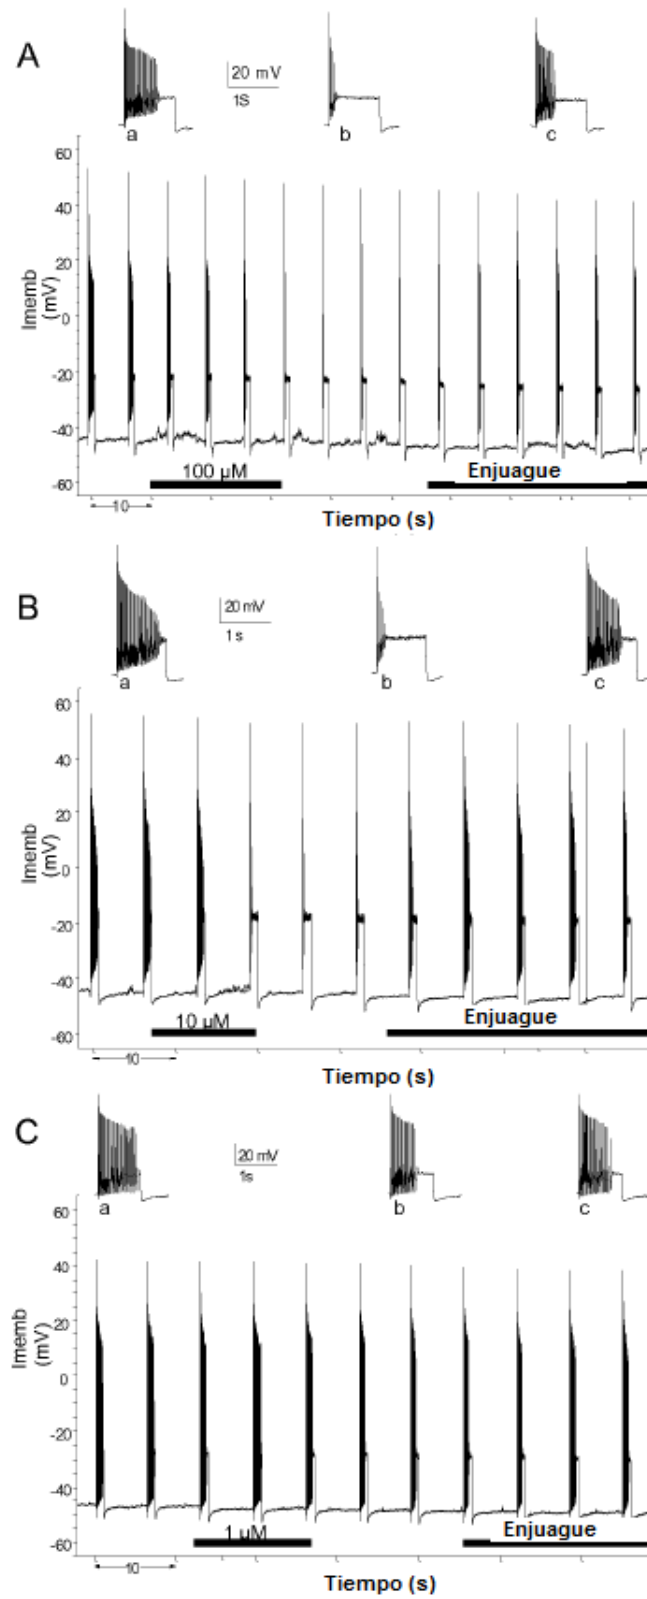 A
20 mV
1S
a
b
c
60
40
20
0
-20
-40
-60
Imemb
(mV)
100 µM
Enjuague
10
Tiempo (s)
B
20 mV
1 s
a
b
c
60
40
20
0
-20
-40
-60
Imemb
(mV)
10 µM
Enjuague
10
Tiempo (s)
C
20 mV
1s
a
b
c
60
40
20
0
-20
-40
-60
Imemb
(mV)
1 µM
Enjuague
10
Tiempo (s)